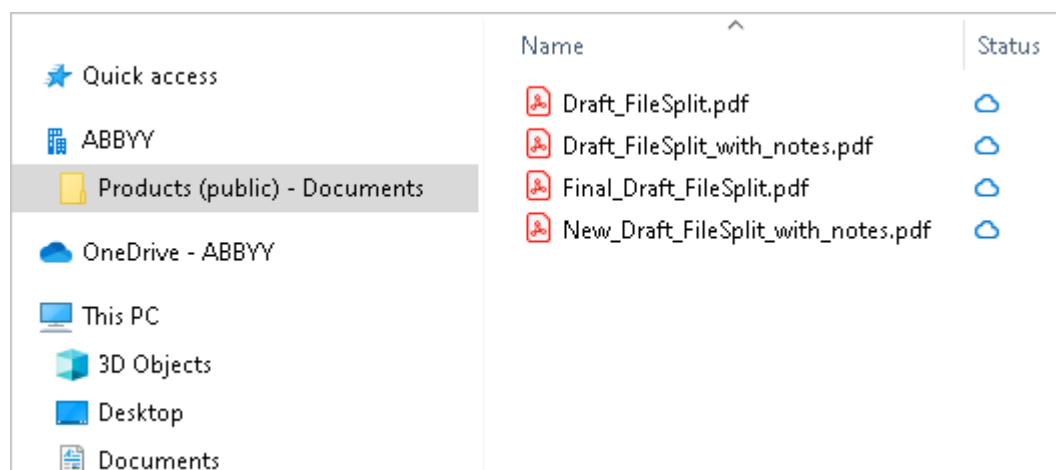 Quick access
ABBYY
Products (public) - Documents
OneDrive - ABBYY
This PC
3D Objects
Desktop
Documents
Name Status
Draft_FileSplit.pdf
Draft_FileSplit_with_notes.pdf
Final_Draft_FileSplit.pdf
New_Draft_FileSplit_with_notes.pdf